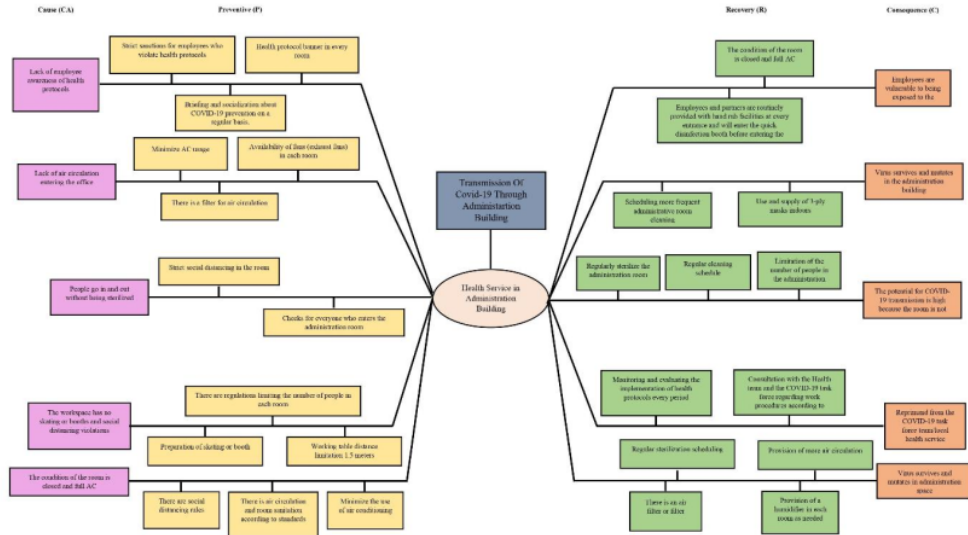 Cause (CA)
Preventive (P)
Recovery (R)
Consequence (C)
Lack of employee
awareness of health
protocols
Strict sanctions for employees who
violate health protocols
Health protocol banner in every
room
Briefing and socialization about
COVID-19 prevention on a
regular basis.
Lack of air circulation
entering the office
Minimize AC range
Availability of fans (exhaust fans)
in each room
There is a filter for air circulation
People go in and out
without being sterilized
Strict social distancing in the room
Checks for everyone who enters the
administration room
The workspace has no
skating or booths and social
distancing violations
There are regulations limiting the number of people in
each room
Preparation of skating or booth
Working table distance
limitation 1.5 meters
The condition of the room is
closed and full AC
There are social
distancing rules
There is air circulation
and room sanitation
according to standards
Minimize the use
of air conditioning
Transmission Of
Covid-19 Through
Administartion
Building
Health Service in
Administration
Building
The condition of the room
is closed and full AC
Employees and partners are routinely
provided with hand rub facilities at every
entrance and will enter the quick
disinfection booth before entering the
Employees are
vulnerable to being
exposed to the
Scheduling more frequent
administrative room
cleaning
Use and supply of 3-ply
masks indoors
Virus survives and mutates
in the administration
building
Regularly sterilize the
administration room
Regular cleaning
schedule
Limitation of the
number of people in
the administration
The potential for COVID-
19 transmission is high
because the room is not
Monitoring and evaluating the
implementation of health
protocols every period
Consultation with the Health
team and the COVID-19 task
force regarding work
procedures according to
Reprimand from the
COVID-19 task
force team/local
health service
Regular sterilization scheduling
Provision of more air circulation
There is an air
filter or filter
Provision of a
humidifier in each
room as needed
Virus survives and
mutates in administration
space